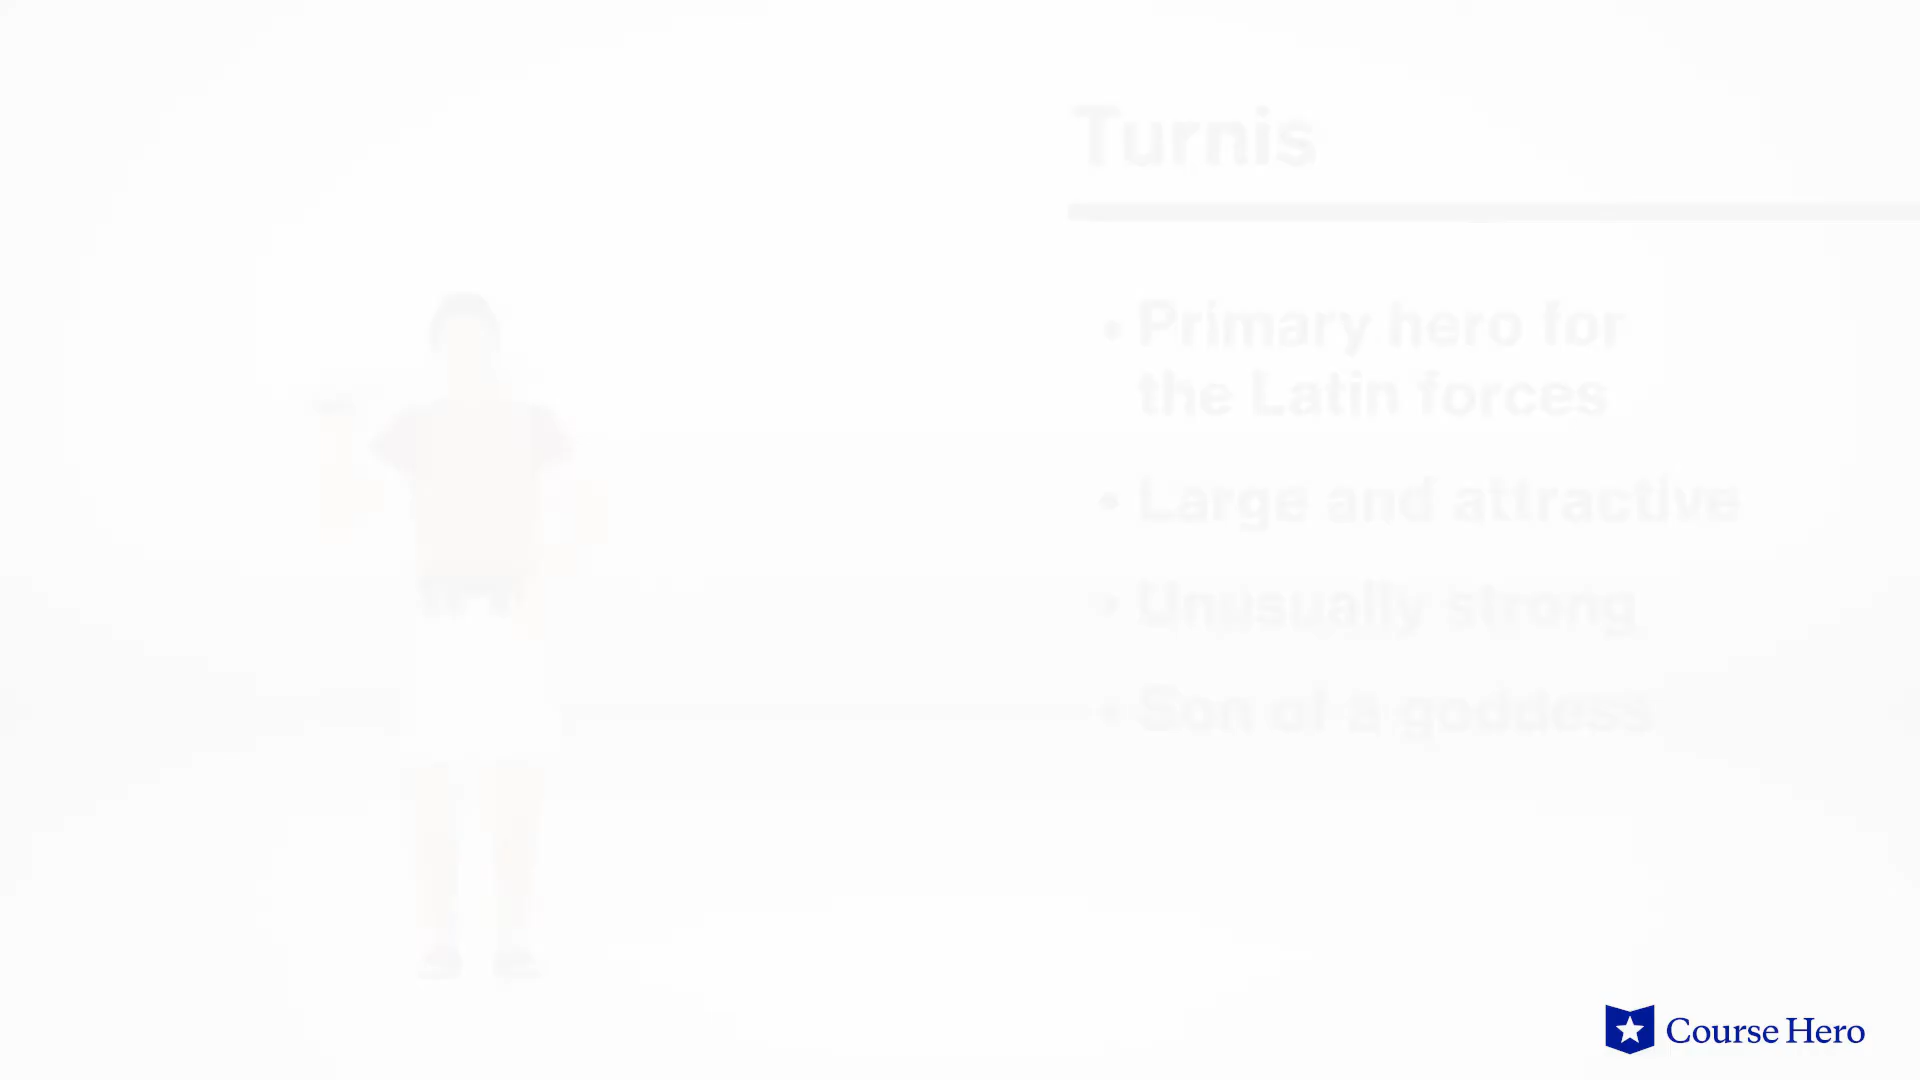 Turnis
• Primary hero for
the Latin forces
• Large and attractive
• Unusually strong
• Son of a goddess
Course Hero